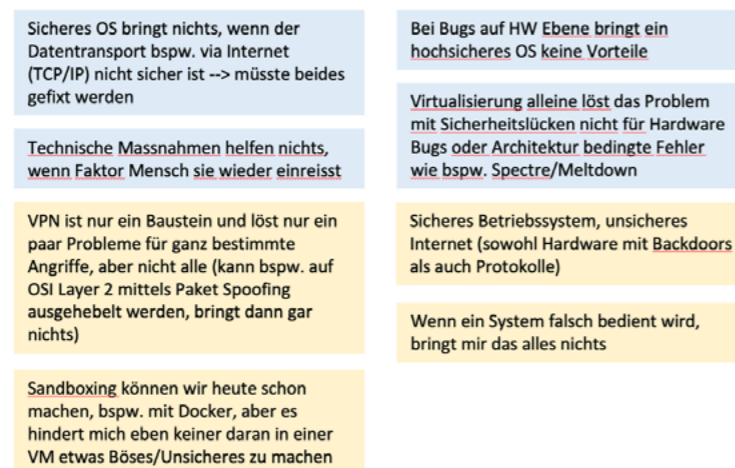 Sicheres OS bringt nichts, wenn der
Datentransport bspw. via Internet
(TCP/IP) nicht sicher ist --> müsste beides
gefixt werden
Technische Massnahmen helfen nichts,
wenn Faktor Mensch sie wieder einreisst
VPN ist nur ein Baustein und löst nur ein
paar Probleme für ganz bestimmte
Angriffe, aber nicht alle (kann bspw. auf
OSI Layer 2 mittels Paket Spoofing
ausgehebelt werden, bringt dann gar
nichts)
Sandboxing können wir heute schon
machen, bspw. mit Docker, aber es
hindert mich eben keiner daran in einer
VM etwas Böses/Unsicheres zu machen
Bei Bugs auf HW Ebene bringt ein
hochsicheres OS keine Vorteile
Virtualisierung alleine löst das Problem
mit Sicherheitslücken nicht für Hardware
Bugs oder Architektur bedingte Fehler
wie bspw. Spectre/Meltdown
Sicheres Betriebssystem, unsicheres
Internet (sowohl Hardware mit Backdoors
als auch Protokolle)
Wenn ein System falsch bedient wird,
bringt mir das alles nichts